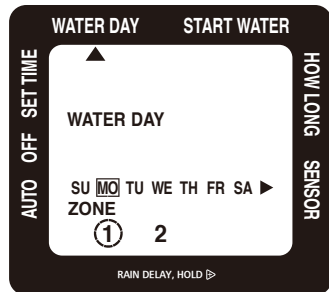 WATER DAY START WATER
SET TIME
OFF
AUTO
HOW LONG
SENSOR
WATER DAY
SU MO TU WE TH FR SA ▶
ZONE
1 2
RAIN DELAY, HOLD ▷